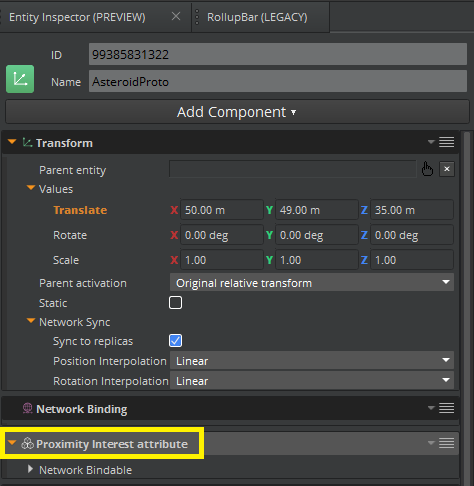 Entity Inspector (PREVIEW) × RollupBar (LEGACY)
ID 99385831322
Name AsteroidProto
Add Component
Transform
Parent entity
Values
Translate X 50.00 m Y 49.00 m Z 35.00 m
Rotate X 0.00 deg Y 0.00 deg Z 0.00 deg
Scale X 1.00 Y 1.00 Z 1.00
Parent activation Original relative transform
Static
Network Sync
Sync to replicas
Position Interpolation Linear
Rotation Interpolation Linear
Network Binding
Proximity Interest attribute
Network Bindable